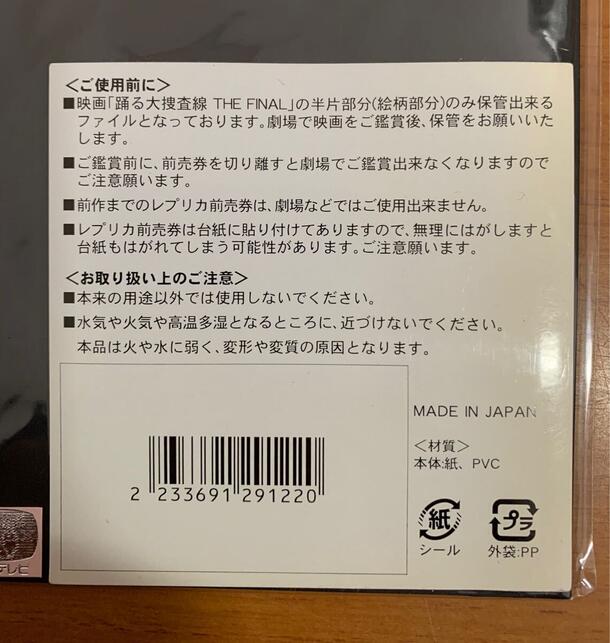 <ご使用前に>
■映画「踊る大捜査線 THE FINAL」の半片部分(絵柄部分)のみ保管出来る
ファイルとなっております。劇場で映画をご鑑賞後、保管をお願いいた
します。
■ご鑑賞前に、前売券を切り離すと劇場でご鑑賞出来なくなりますので
ご注意願います。
■前作までのレプリカ前売券は、劇場などではご使用出来ません。
■レプリカ前売券は台紙に貼り付けてありますので、無理にはがしますと
台紙もはがれてしまう可能性があります。ご注意願います。
<お取り扱い上のご注意>
■本来の用途以外では使用しないでください。
■水気や火気や高温多湿となるところに、近づけないでください。
本品は火や水に弱く、変形や変質の原因となります。
MADE IN JAPAN
<材質>
本体:紙、PVC
2 233691 291220
紙
シール
プラ
外袋:PP
テレビ